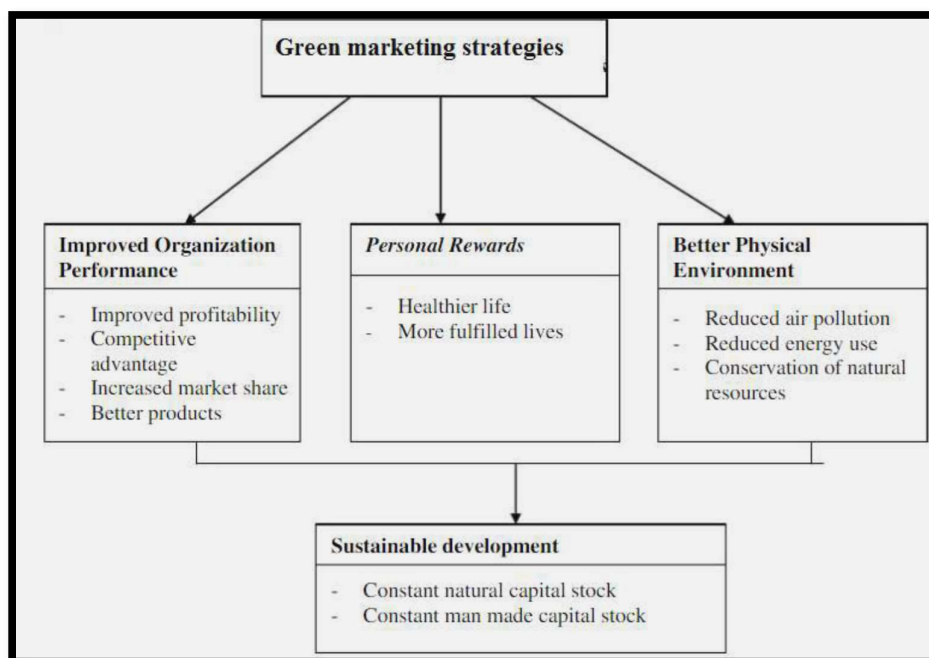 Green marketing strategies
Improved Organization
Performance
- Improved profitability
- Competitive
advantage
- Increased market share
- Better products
Personal Rewards
- Healthier life
- More fulfilled lives
Better Physical
Environment
- Reduced air pollution
- Reduced energy use
- Conservation of natural
resources
Sustainable development
- Constant natural capital stock
- Constant man made capital stock